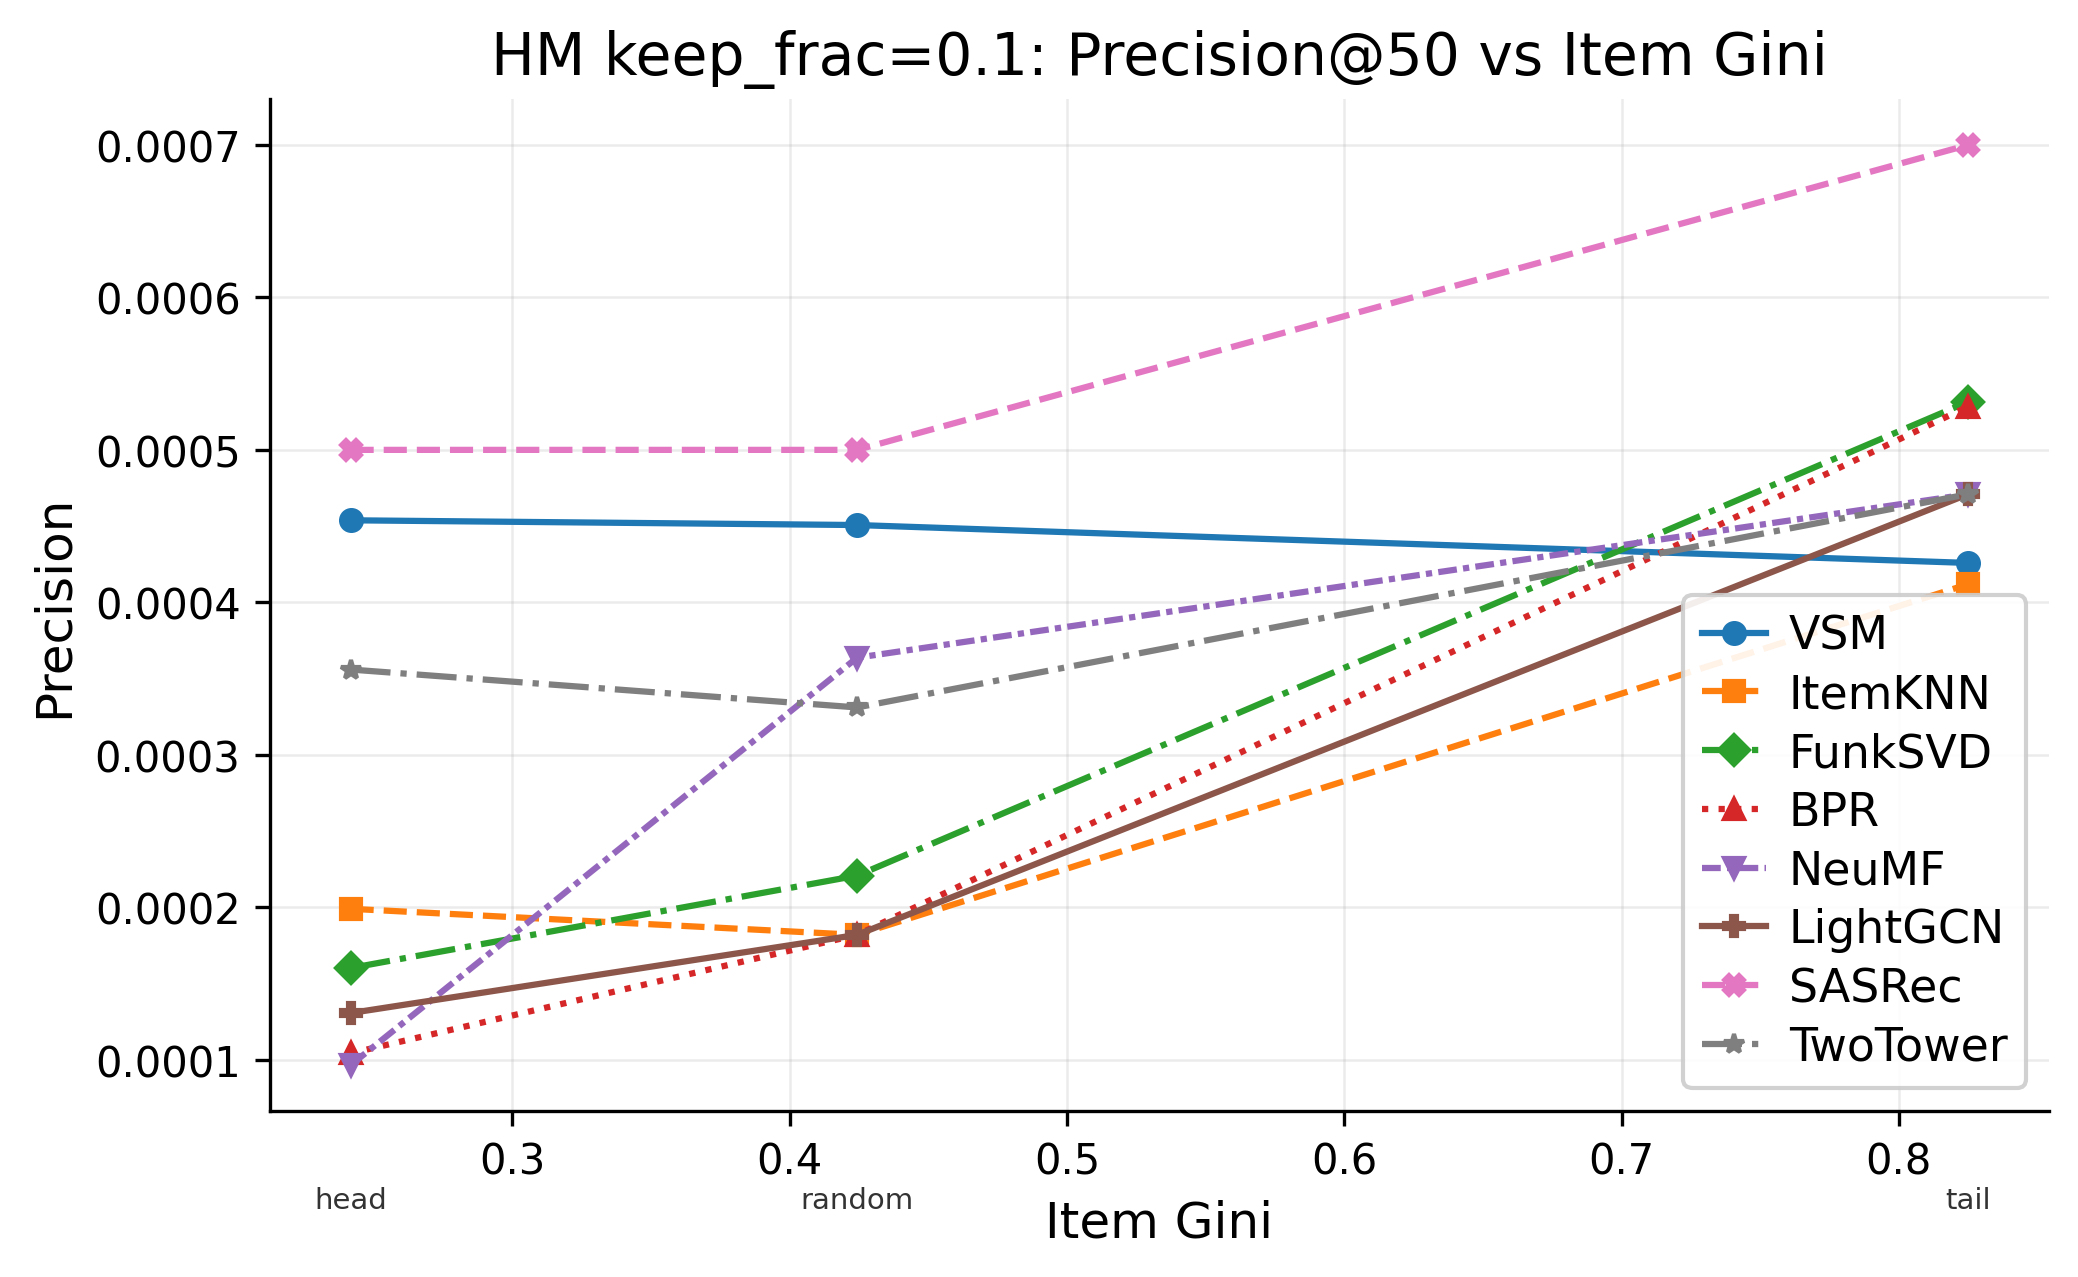 HM keep_frac=0.1: Precision@50 vs Item Gini
Precision
0.0007
0.0006
0.0005
0.0004
0.0003
0.0002
0.0001
VSM
ItemKNN
FunkSVD
BPR
NeuMF
LightGCN
SASRec
TwoTower
0.3 0.4 0.5 0.6 0.7 0.8
head random tail
Item Gini